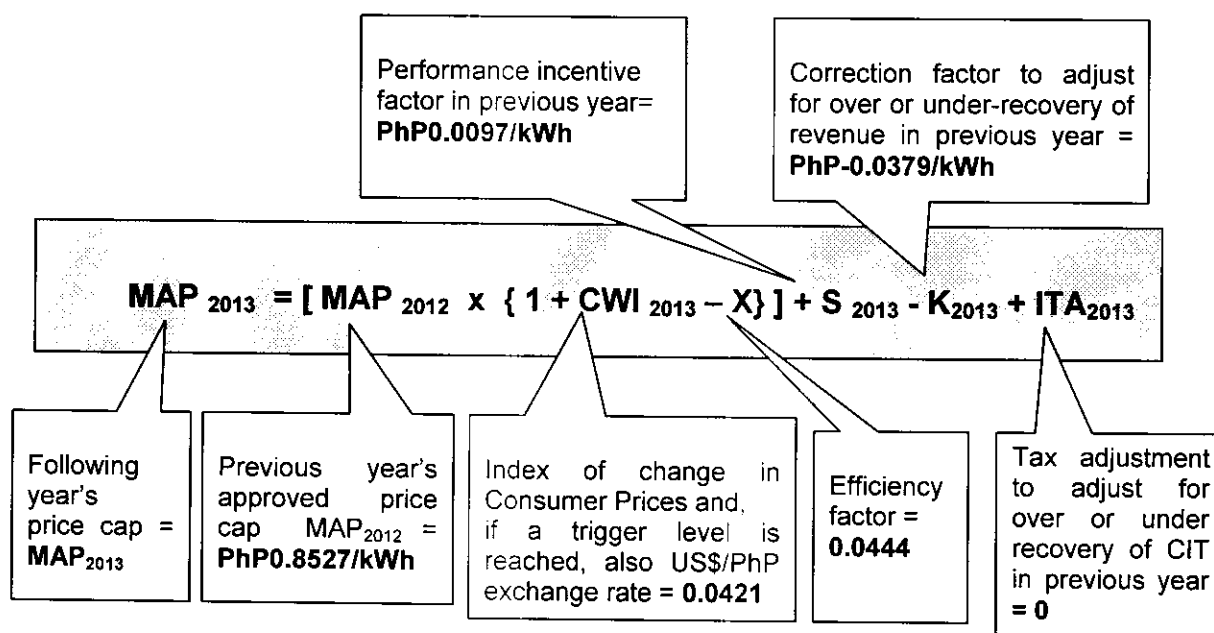 Performance incentive
factor in previous year=
PhP0.0097/kWh
Correction factor to adjust
for over or under-recovery of
revenue in previous year =
PhP-0.0379/kWh
MAP 2013 = [ MAP 2012 x { 1 + CWI 2013 – X} ] + S 2013 - K2013 + ITA2013
Following
year's
price cap =
MAP2013
Previous year's
approved price
cap MAP2012 =
PhP0.8527/kWh
Index of change in
Consumer Prices and,
if a trigger level is
reached, also US$/PhP
exchange rate = 0.0421
Efficiency
factor =
0.0444
Tax adjustment
to adjust for
over or under
recovery of CIT
in previous year
= 0